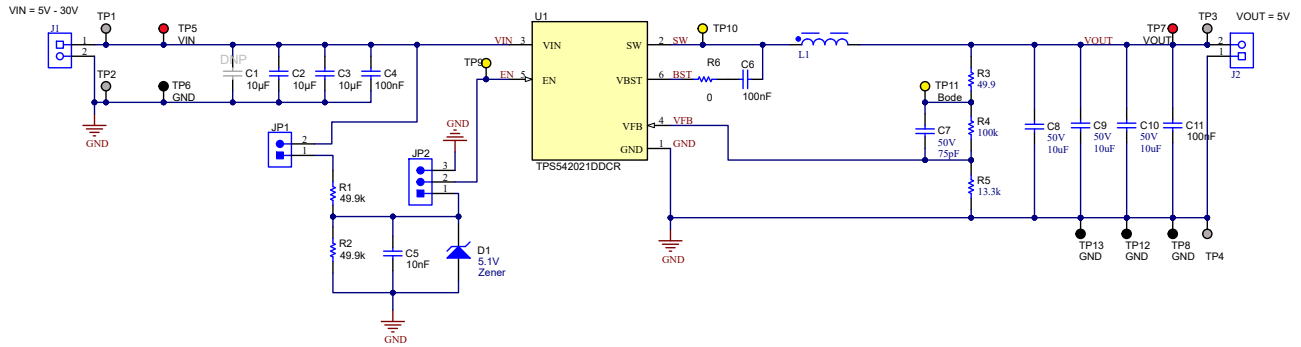 VIN = 5V - 30V
J1
1
2
TP1
TP5
VIN
TP2
TP6
GND
GND
DNP
C1
10µF
C2
10µF
C3
10µF
C4
100nF
JP1
2
1
R1
49.9k
R2
49.9k
C5
10nF
D1
5.1V
Zener
GND
JP2
3
2
1
GND
TP9
VIN
3
EN
5
U1
VIN
EN
SW
VBST
VFB
GND
TPS542021DDCR
2
SW
6
BST
4
VFB
1
GND
GND
TP10
R6
0
C6
100nF
L1
TP11
Bode
C7
50V
75pF
R3
49.9
R4
100k
R5
13.3k
C8
50V
10uF
C9
50V
10uF
C10
50V
10uF
C11
100nF
VOUT
TP7
VOUT
TP3
VOUT = 5V
2
1
J2
TP13
GND
TP12
GND
TP8
GND
TP4